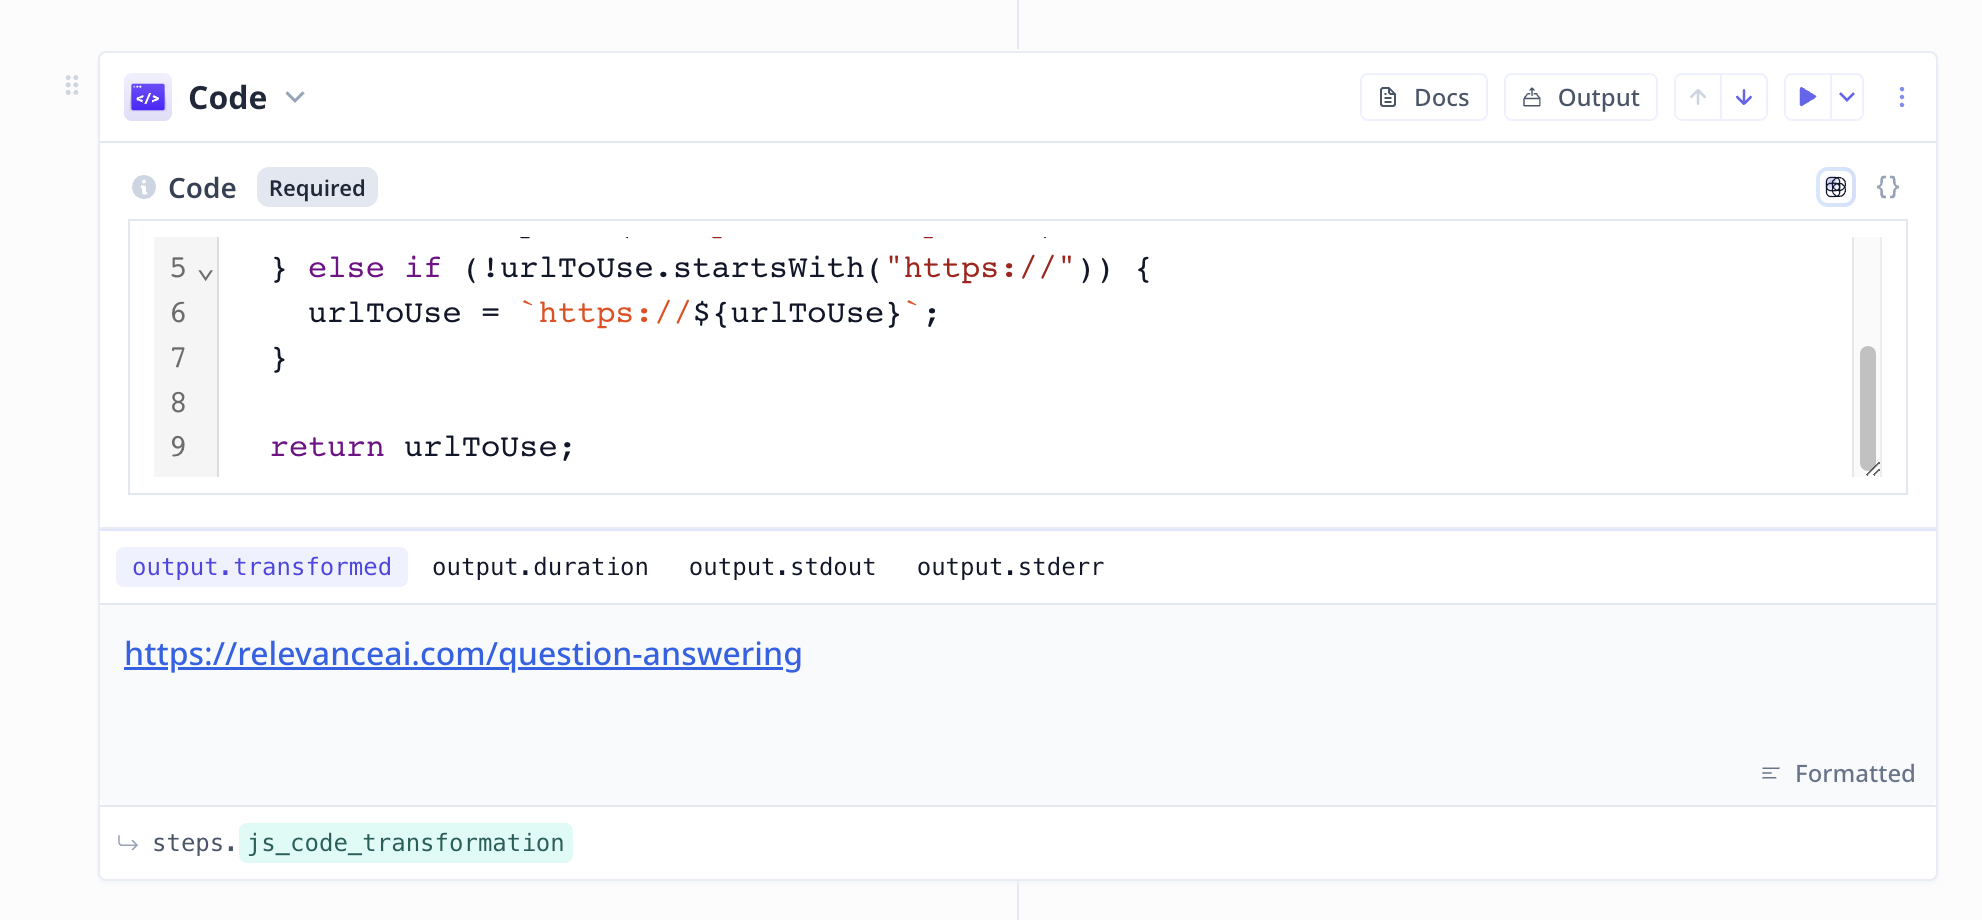 </> Code
Docs
Output
Code Required
{}
5 } else if (!urlToUse.startsWith("https://")) {
6 urlToUse = `https://${urlToUse}`;
7 }
8
9 return urlToUse;
output.transformed output.duration output.stdout output.stderr
https://relevanceai.com/question-answering
Formatted
steps.js_code_transformation